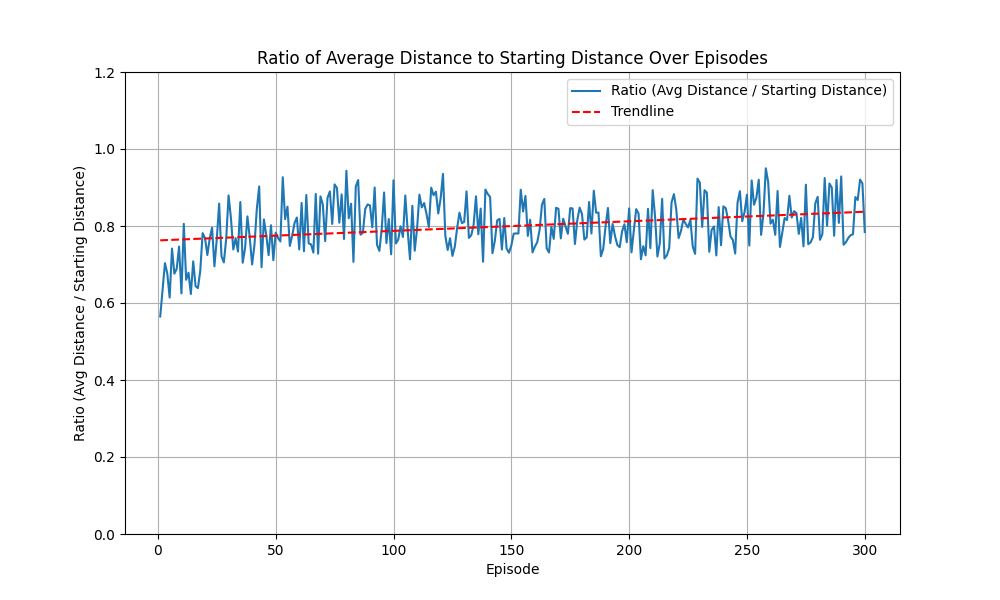 Ratio of Average Distance to Starting Distance Over Episodes
Ratio (Avg Distance / Starting Distance)
Trendline
Ratio (Avg Distance / Starting Distance)
1.2
1.0
0.8
0.6
0.4
0.2
0.0
0 50 100 150 200 250 300
Episode